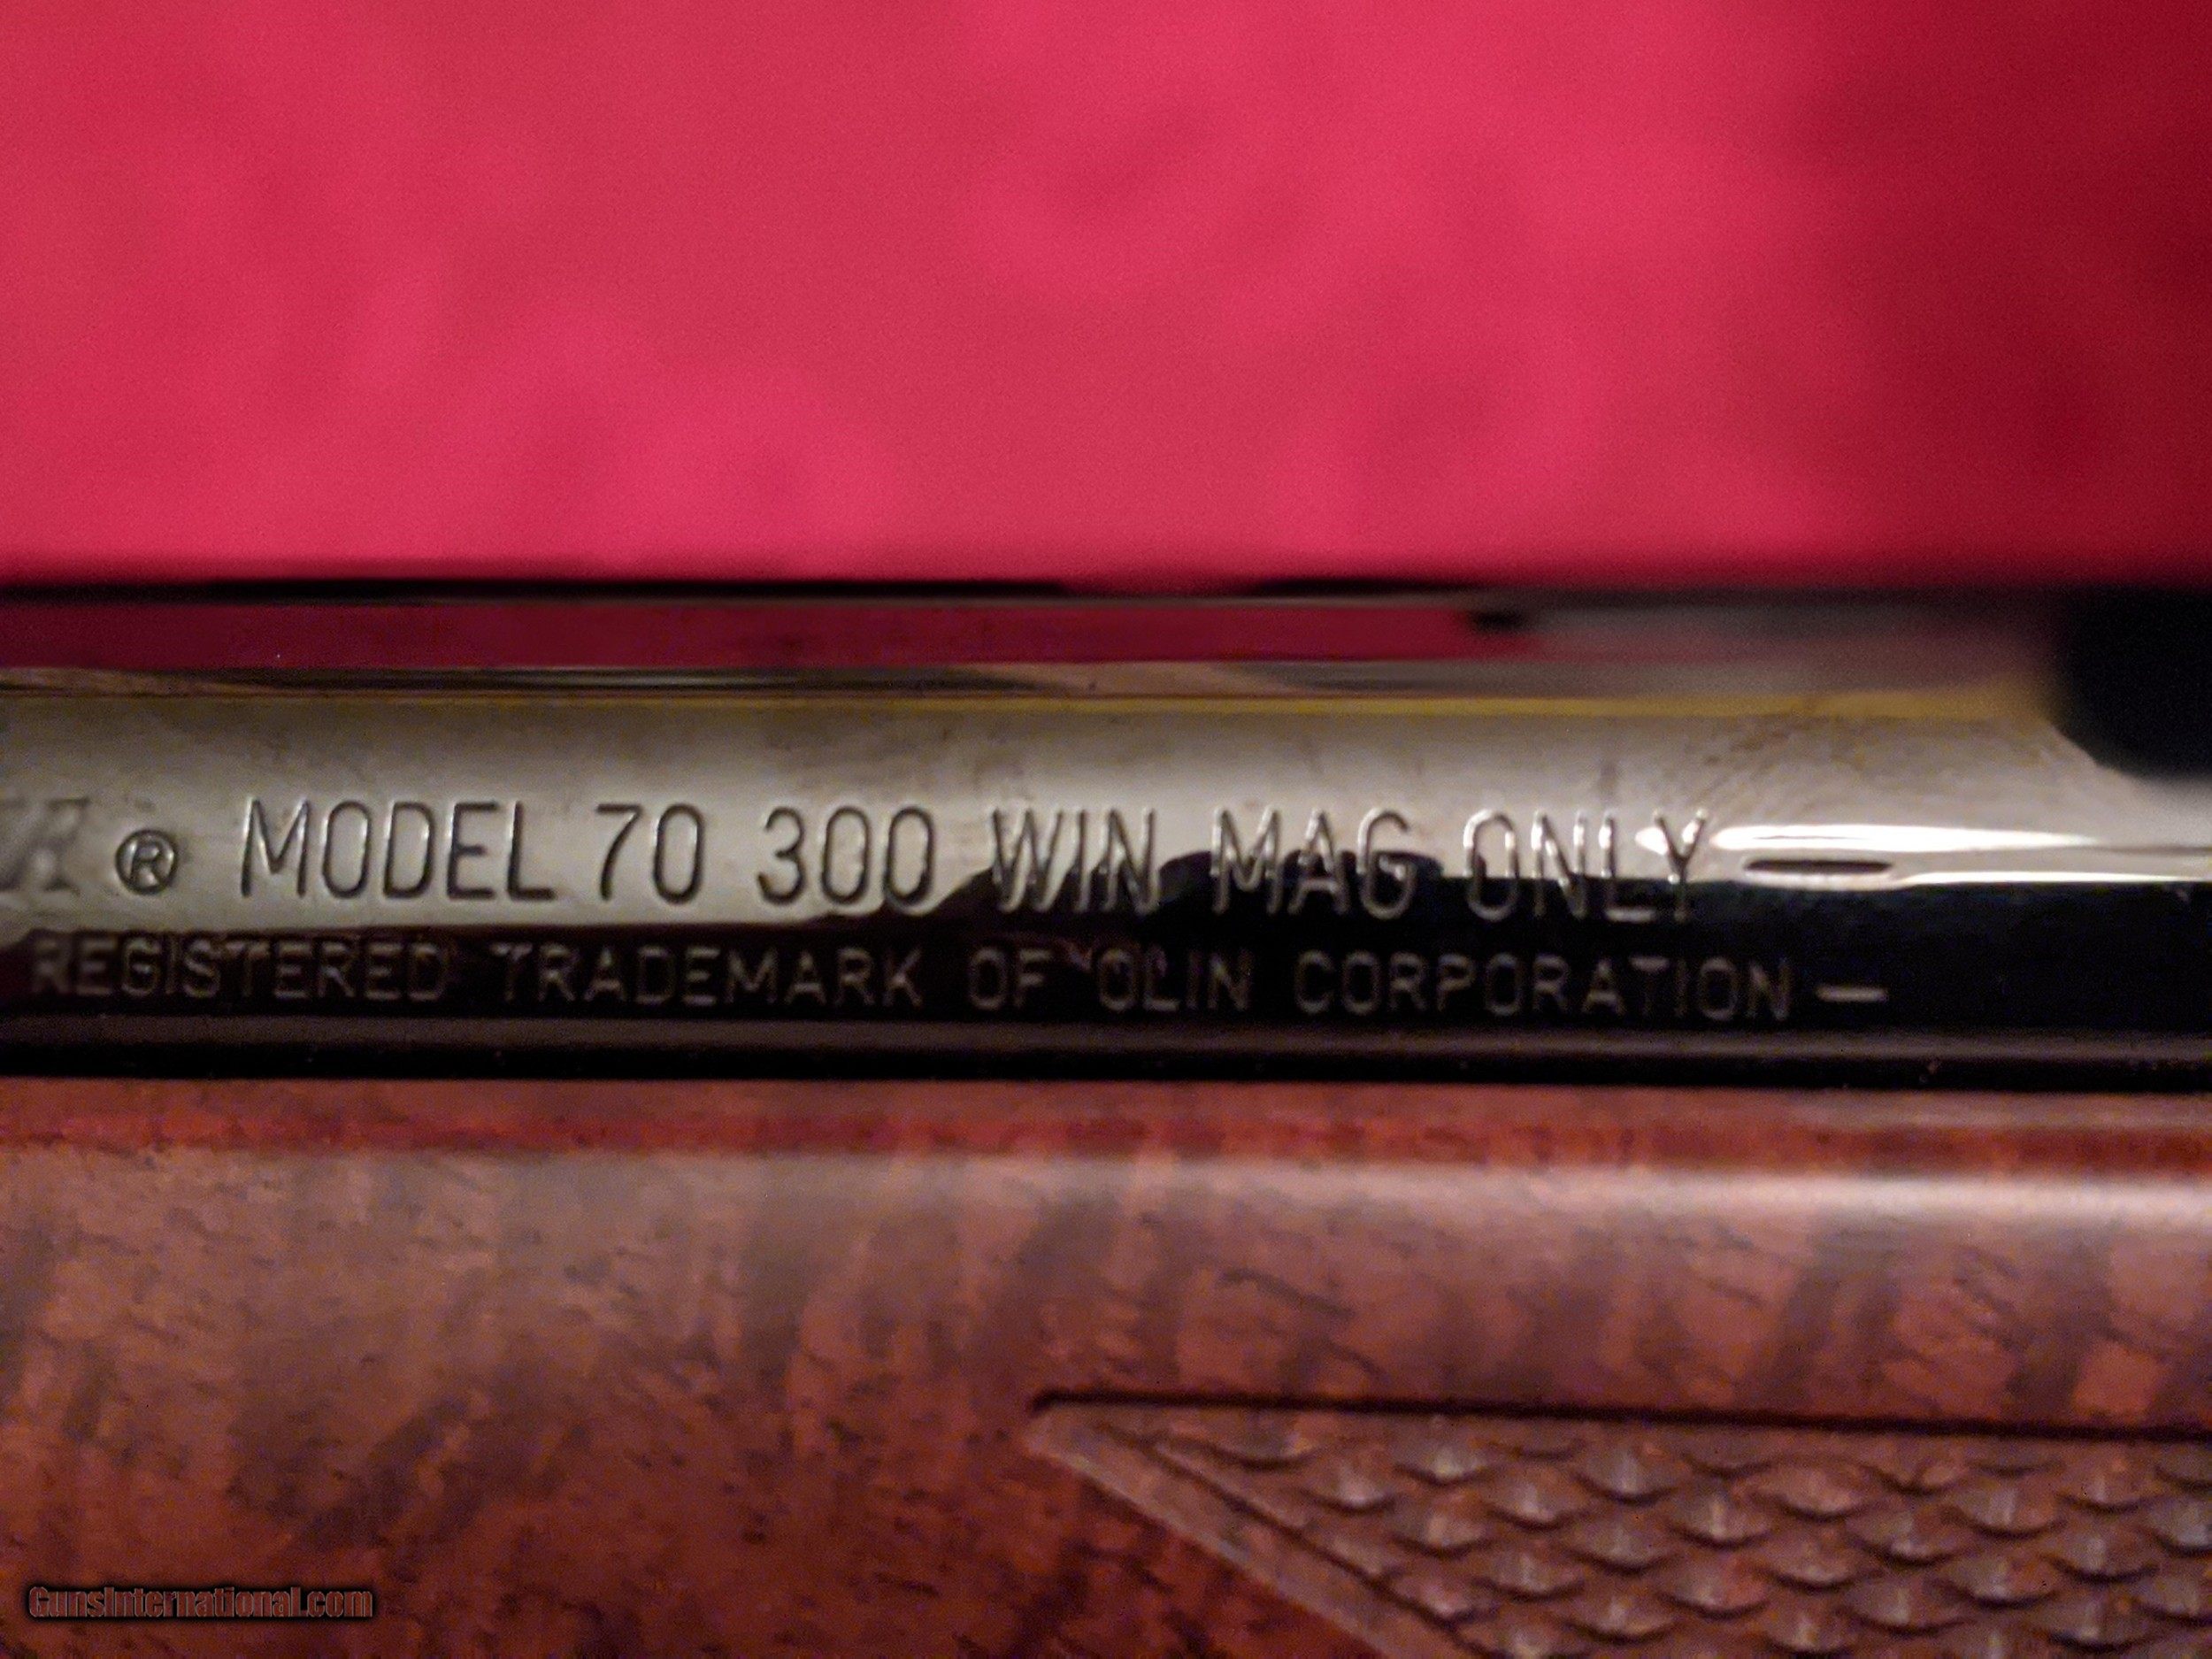 ® MODEL 70 300 WIN MAG ONLY —
REGISTERED TRADEMARK OF OLIN CORPORATION —
GunsInternational.com